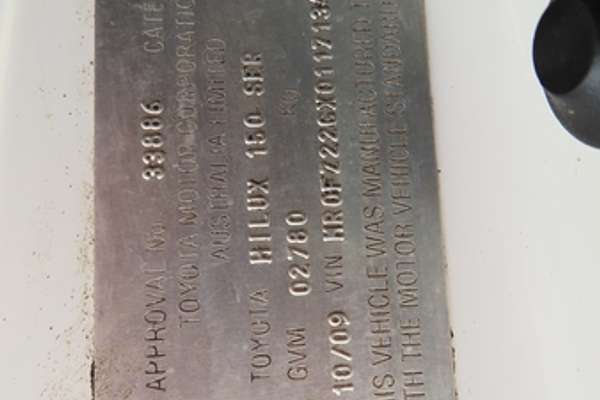 APPROVAL No. 33886 CATE
TOYOTA MOTOR CORPORATIO
AUSTRALIA LIMITED
TOYOTA HILUX 150 SER
GVM 02780 KG
10/09 VIN
IS VEHICLE WAS MANUFACTURED T
TH THE MOTOR VEHICLE STANDARD